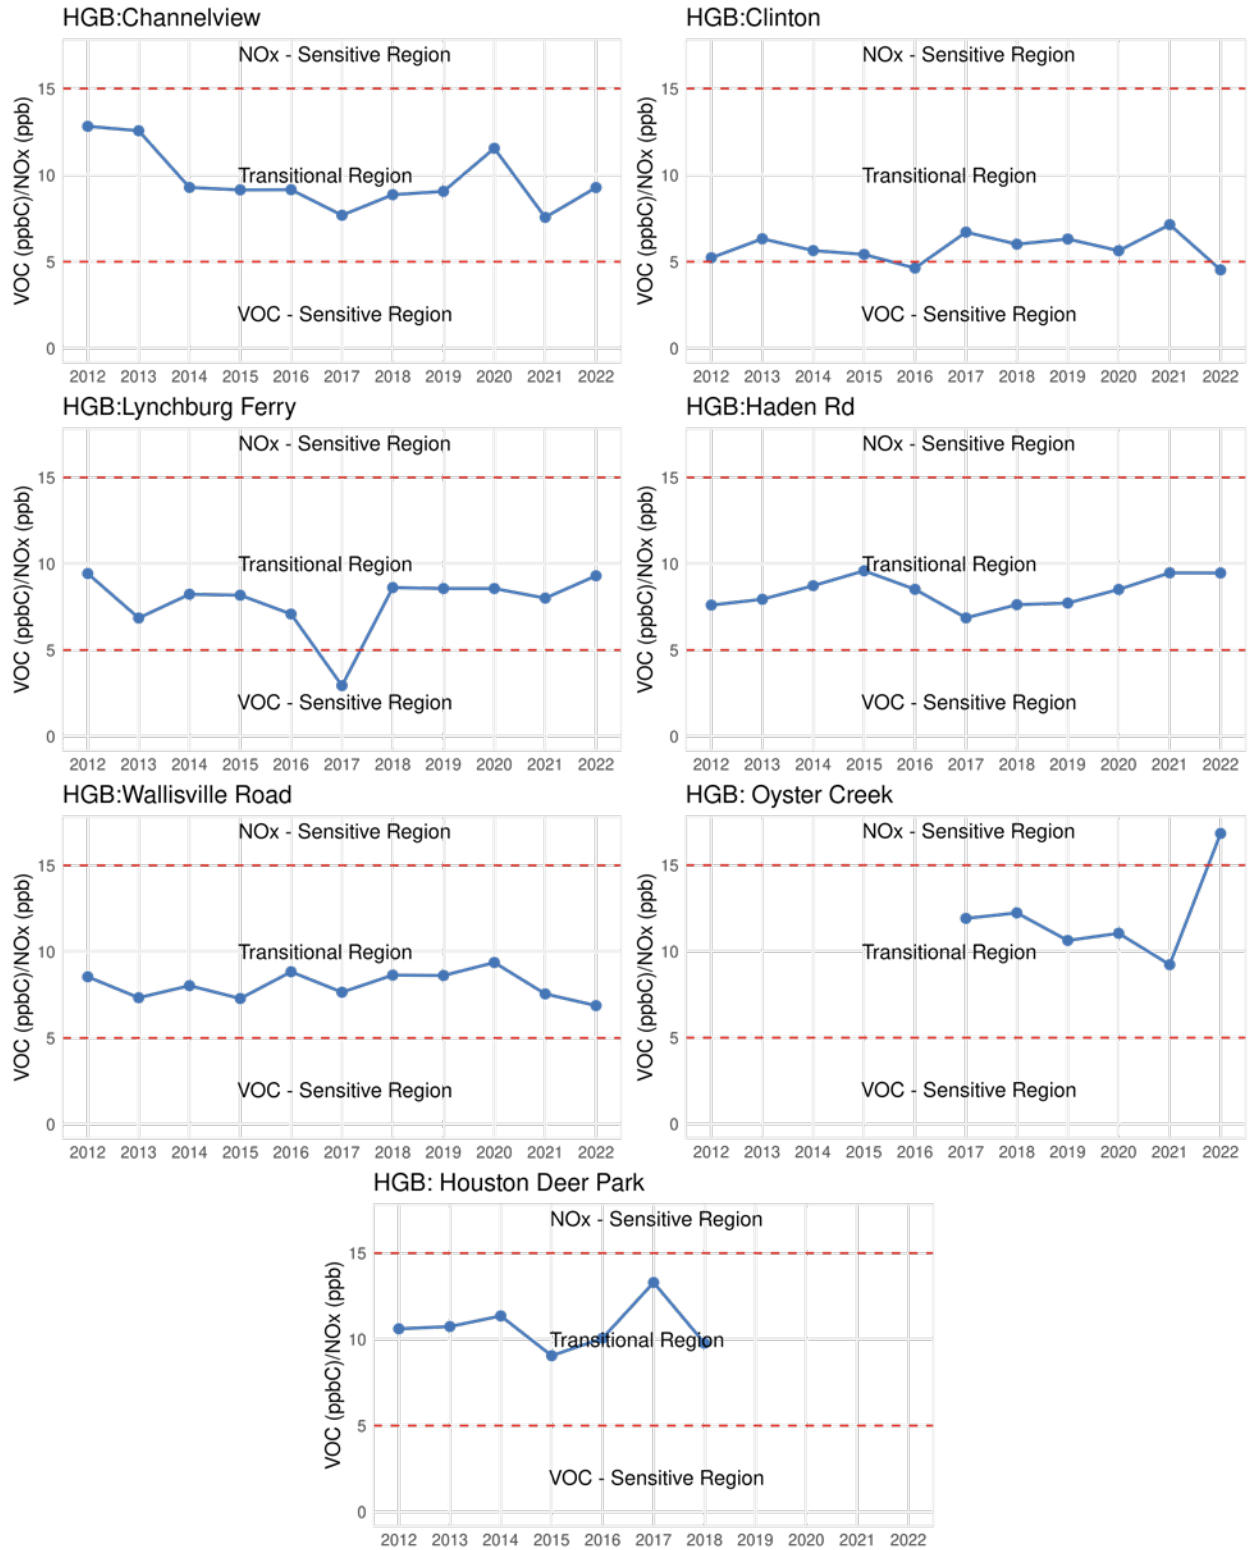 HGB:Channelview
NOx - Sensitive Region
15
Transitional Region
10
5
VOC - Sensitive Region
0
VOC (ppbC)/NOx (ppb)
2012 2013 2014 2015 2016 2017 2018 2019 2020 2021 2022
HGB:Clinton
NOx - Sensitive Region
15
Transitional Region
10
5
VOC - Sensitive Region
0
VOC (ppbC)/NOx (ppb)
2012 2013 2014 2015 2016 2017 2018 2019 2020 2021 2022
HGB:Lynchburg Ferry
NOx - Sensitive Region
15
Transitional Region
10
5
VOC - Sensitive Region
0
VOC (ppbC)/NOx (ppb)
2012 2013 2014 2015 2016 2017 2018 2019 2020 2021 2022
HGB:Haden Rd
NOx - Sensitive Region
15
Transitional Region
10
5
VOC - Sensitive Region
0
VOC (ppbC)/NOx (ppb)
2012 2013 2014 2015 2016 2017 2018 2019 2020 2021 2022
HGB:Wallisville Road
NOx - Sensitive Region
15
Transitional Region
10
5
VOC - Sensitive Region
0
VOC (ppbC)/NOx (ppb)
2012 2013 2014 2015 2016 2017 2018 2019 2020 2021 2022
HGB: Oyster Creek
NOx - Sensitive Region
15
Transitional Region
10
5
VOC - Sensitive Region
0
VOC (ppbC)/NOx (ppb)
2012 2013 2014 2015 2016 2017 2018 2019 2020 2021 2022
HGB: Houston Deer Park
NOx - Sensitive Region
15
Transitional Region
10
5
VOC - Sensitive Region
0
VOC (ppbC)/NOx (ppb)
2012 2013 2014 2015 2016 2017 2018 2019 2020 2021 2022